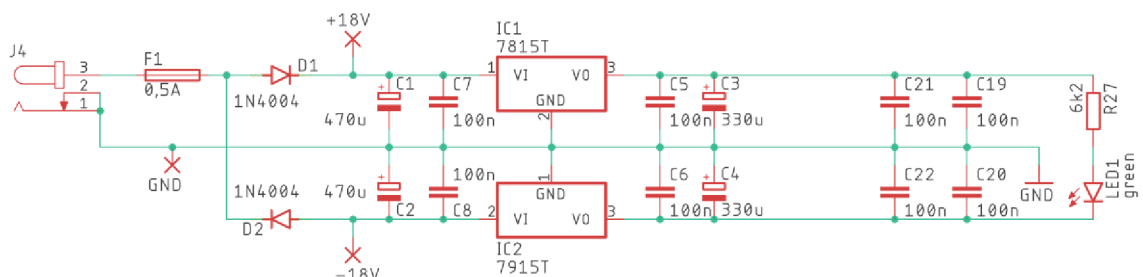 +18V
J4
F1
D1
IC1
7815T
3
2
1
0,5A
1N4004
C1
C7
1
VI
VO
3
GND
2
C5
C3
C21
C19
6k2
R27
470u
100n
100n
330u
100n
100n
GND
1N4004
470u
100n
1
GND
C6
C4
C22
C20
GND
LED1
green
D2
C2
C8
2
VI
VO
3
100n
330u
100n
100n
IC2
7915T
-18V